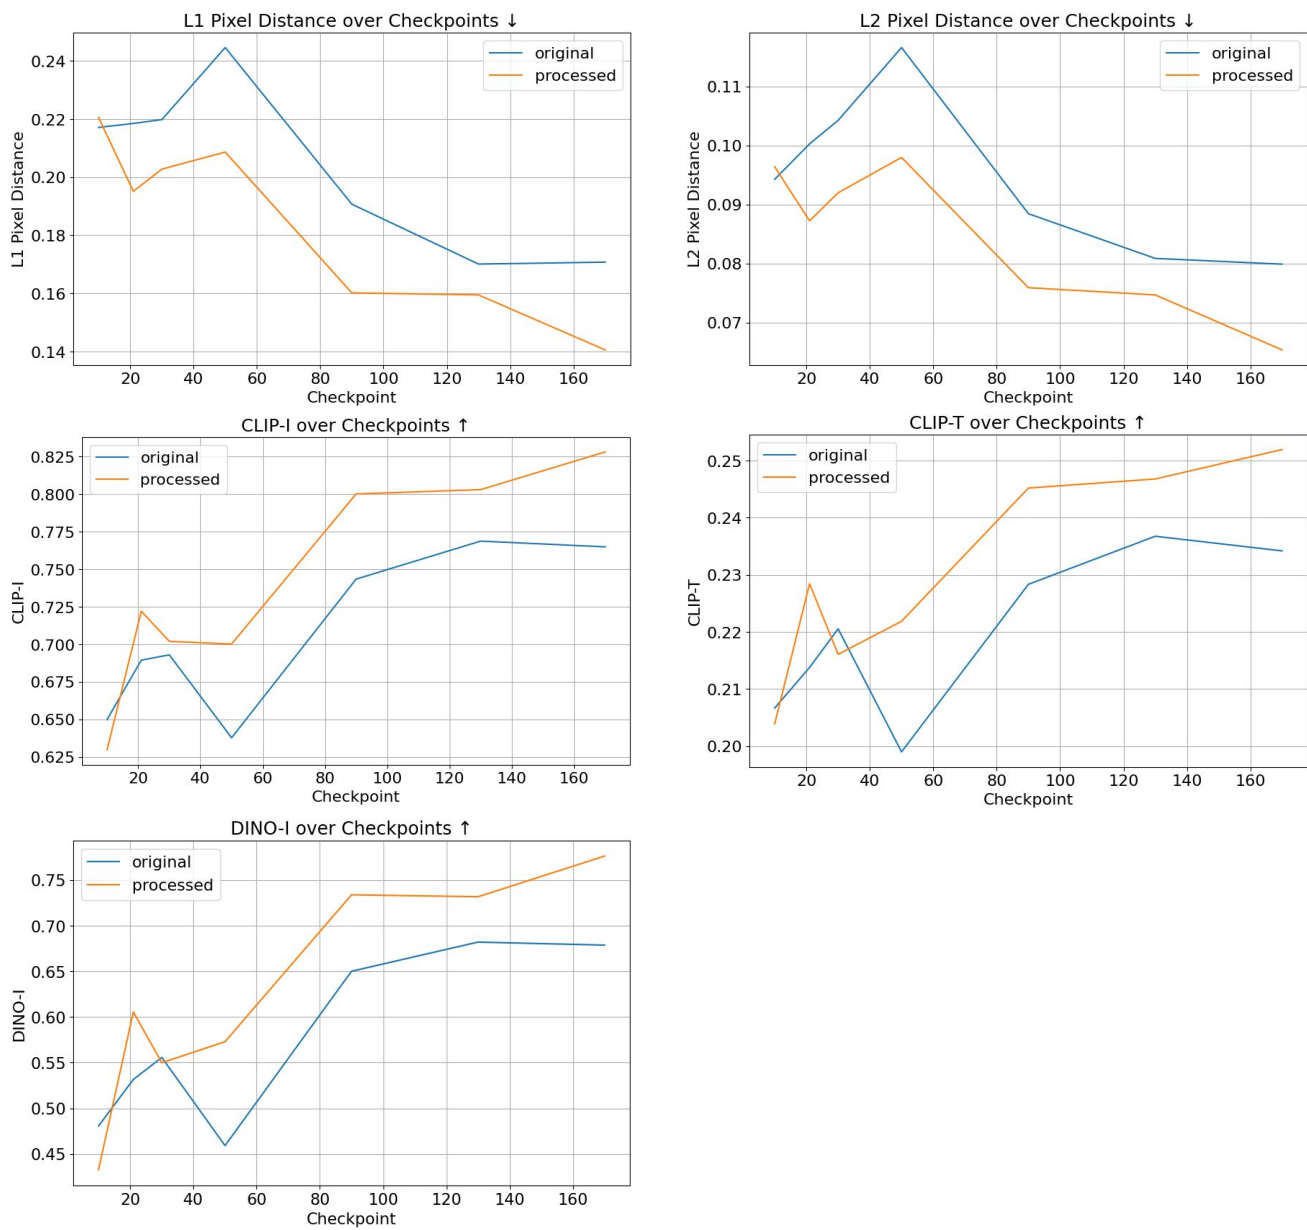 L1 Pixel Distance over Checkpoints ↓
original
processed
L1 Pixel Distance
0.24
0.22
0.20
0.18
0.16
0.14
20 40 60 80 100 120 140 160
Checkpoint
L2 Pixel Distance over Checkpoints ↓
original
processed
L2 Pixel Distance
0.11
0.10
0.09
0.08
0.07
20 40 60 80 100 120 140 160
Checkpoint
CLIP-I over Checkpoints ↑
original
processed
CLIP-I
0.825
0.800
0.775
0.750
0.725
0.700
0.675
0.650
0.625
20 40 60 80 100 120 140 160
Checkpoint
CLIP-T over Checkpoints ↑
original
processed
CLIP-T
0.25
0.24
0.23
0.22
0.21
0.20
20 40 60 80 100 120 140 160
Checkpoint
DINO-I over Checkpoints ↑
original
processed
DINO-I
0.75
0.70
0.65
0.60
0.55
0.50
0.45
20 40 60 80 100 120 140 160
Checkpoint